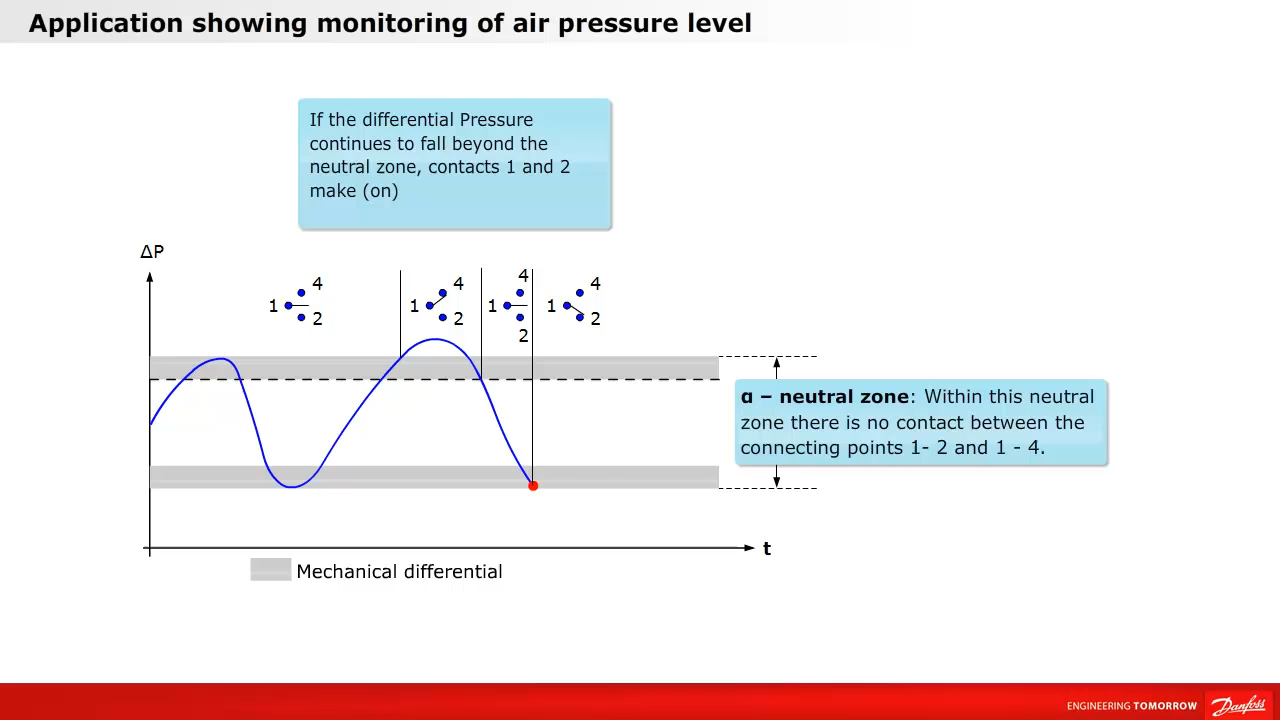 Application showing monitoring of air pressure level
If the differential Pressure
continues to fall beyond the
neutral zone, contacts 1 and 2
make (on)
ΔP
4
1
2
4
1
2
4
1
2
4
1
2
α – neutral zone: Within this neutral
zone there is no contact between the
connecting points 1- 2 and 1 - 4.
t
Mechanical differential
ENGINEERING TOMORROW
Danfoss